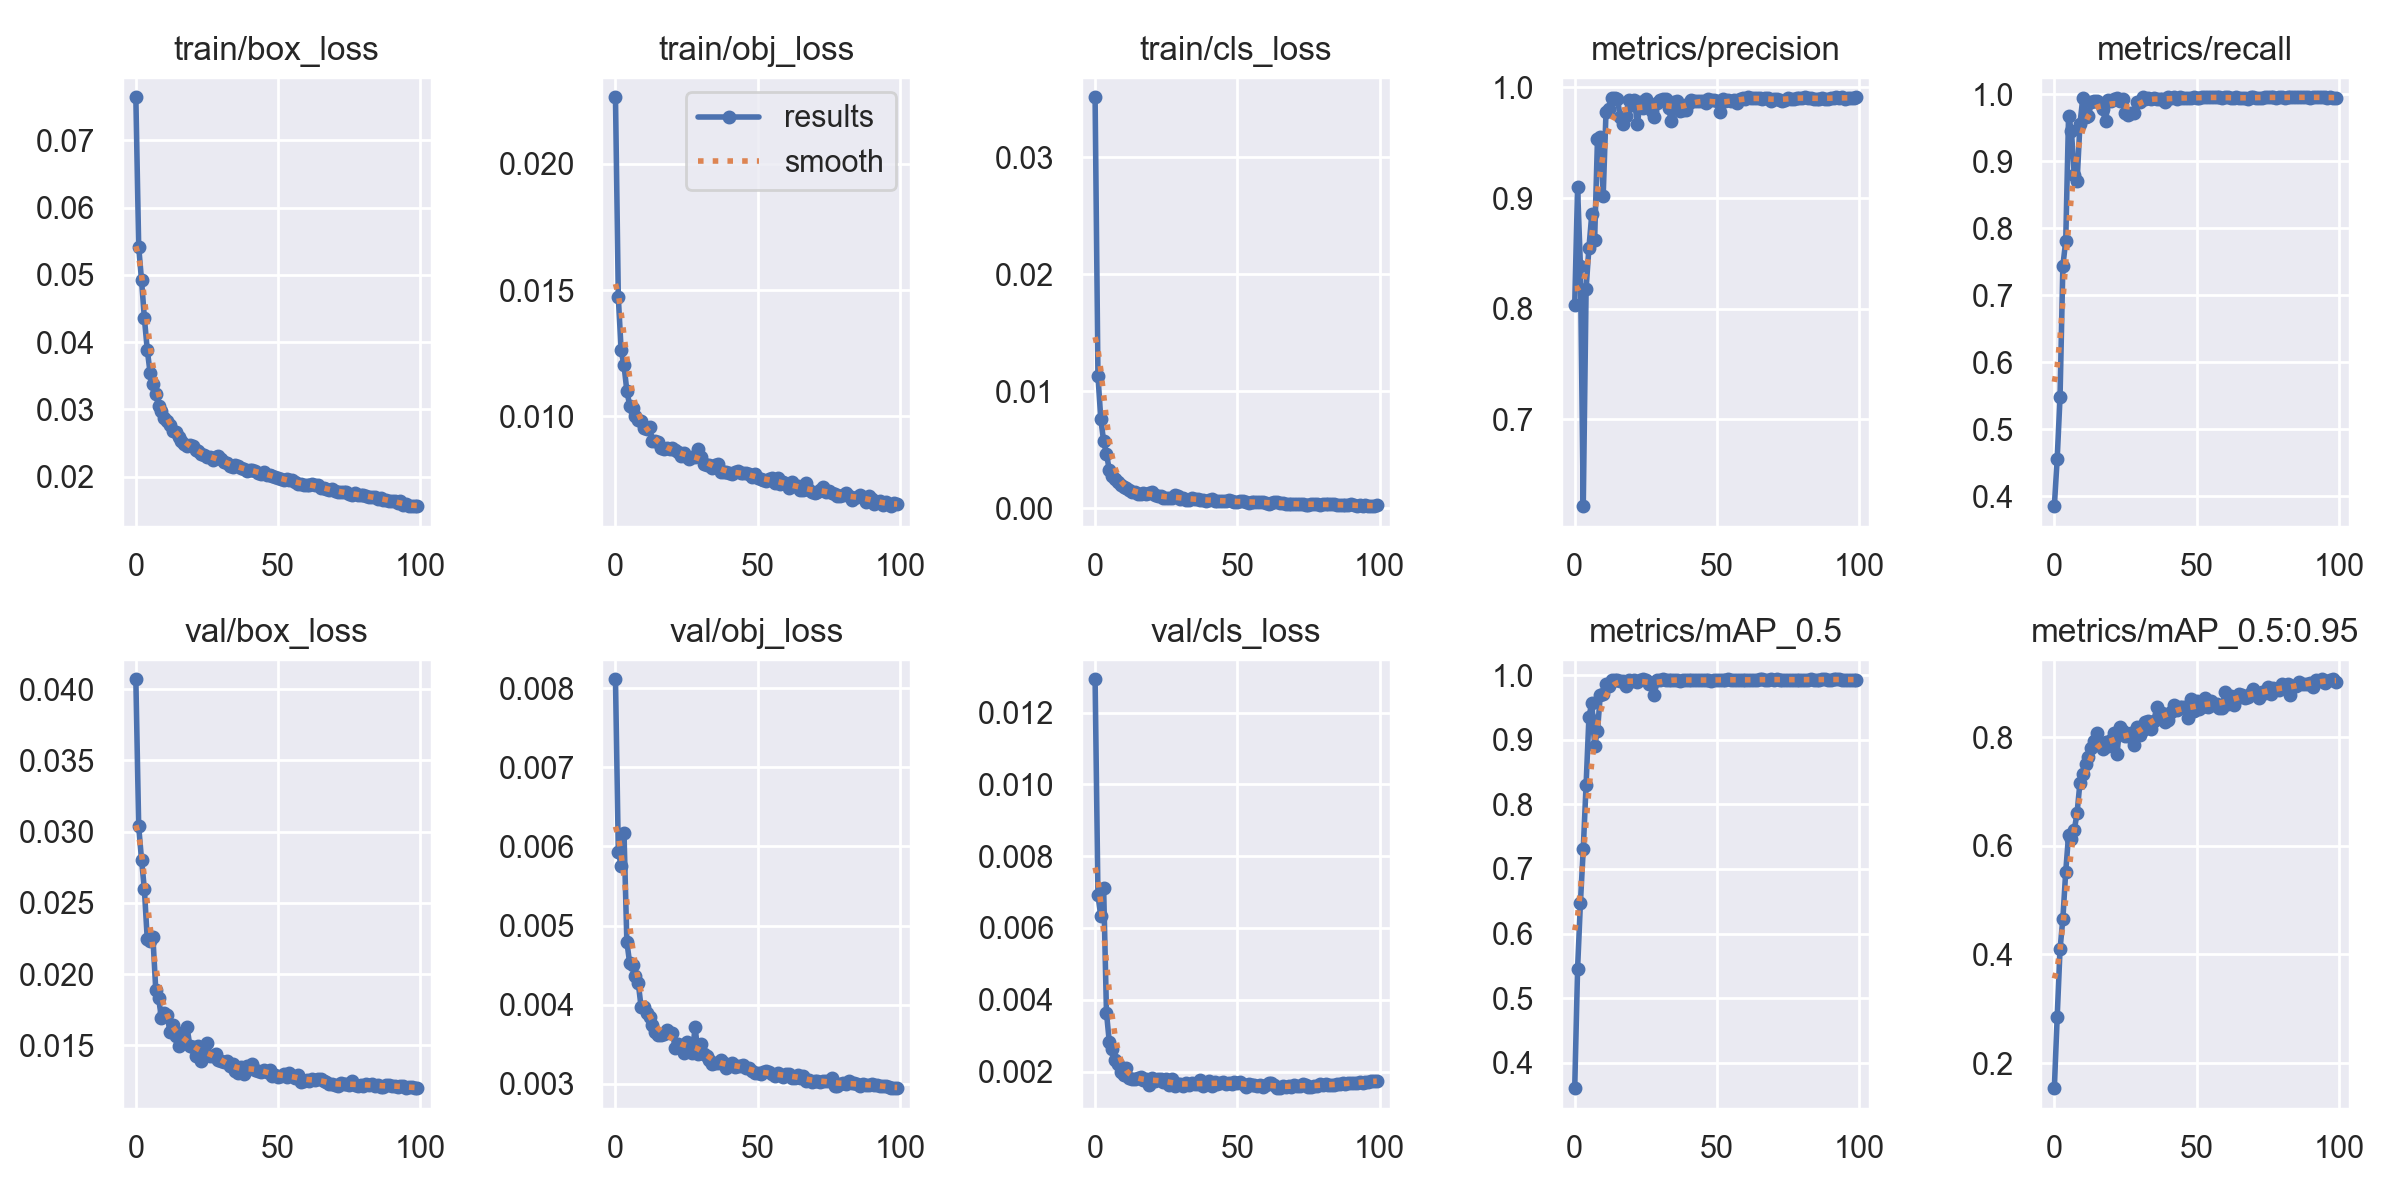 train/box_loss
train/obj_loss
train/cls_loss
metrics/precision
metrics/recall
0.07
0.06
0.05
0.04
0.03
0.02
0 50 100
results
smooth
0.020
0.015
0.010
0 50 100
0.03
0.02
0.01
0.00
0 50 100
1.0
0.9
0.8
0.7
0 50 100
1.0
0.9
0.8
0.7
0.6
0.5
0.4
0 50 100
val/box_loss
val/obj_loss
val/cls_loss
metrics/mAP_0.5
metrics/mAP_0.5:0.95
0.040
0.035
0.030
0.025
0.020
0.015
0 50 100
0.008
0.007
0.006
0.005
0.004
0.003
0 50 100
0.012
0.010
0.008
0.006
0.004
0.002
0 50 100
1.0
0.9
0.8
0.7
0.6
0.5
0.4
0 50 100
0.8
0.6
0.4
0.2
0 50 100